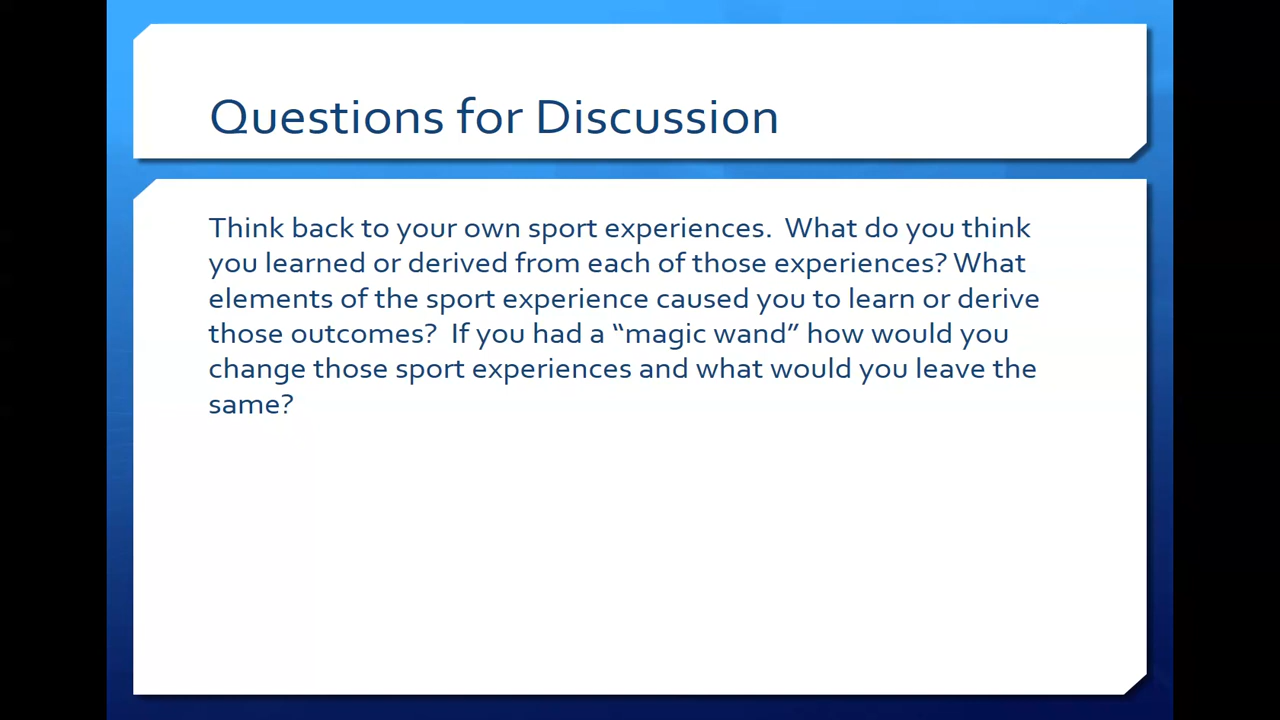 Questions for Discussion
Think back to your own sport experiences.  What do you think
you learned or derived from each of those experiences? What
elements of the sport experience caused you to learn or derive
those outcomes?  If you had a “magic wand” how would you
change those sport experiences and what would you leave the
same?